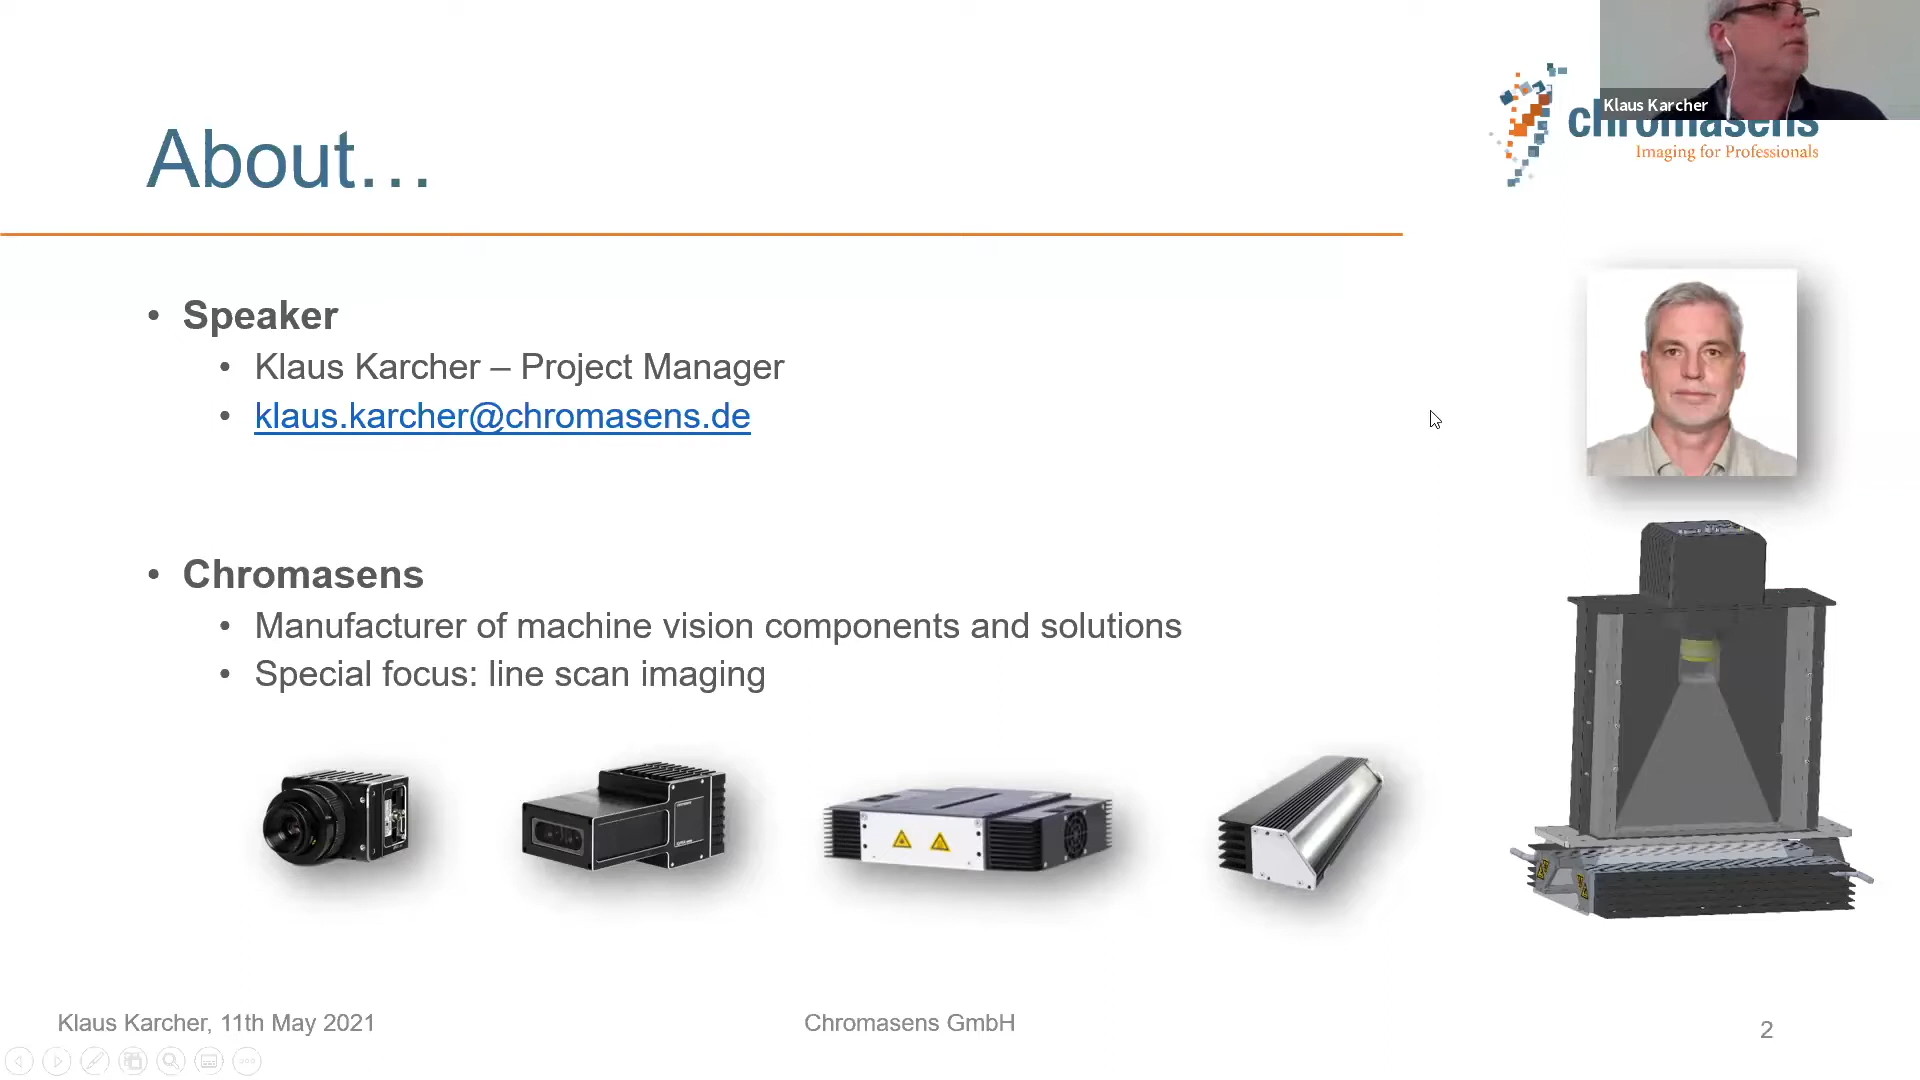 Klaus Karcher
About...
chromasens
Imaging for Professionals
• Speaker
• Klaus Karcher – Project Manager
• klaus.karcher@chromasens.de
• Chromasens
• Manufacturer of machine vision components and solutions
• Special focus: line scan imaging
Klaus Karcher, 11th May 2021
Chromasens GmbH
2